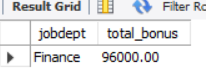 Result Grid Filter Ro
jobdept total_bonus
Finance 96000.00